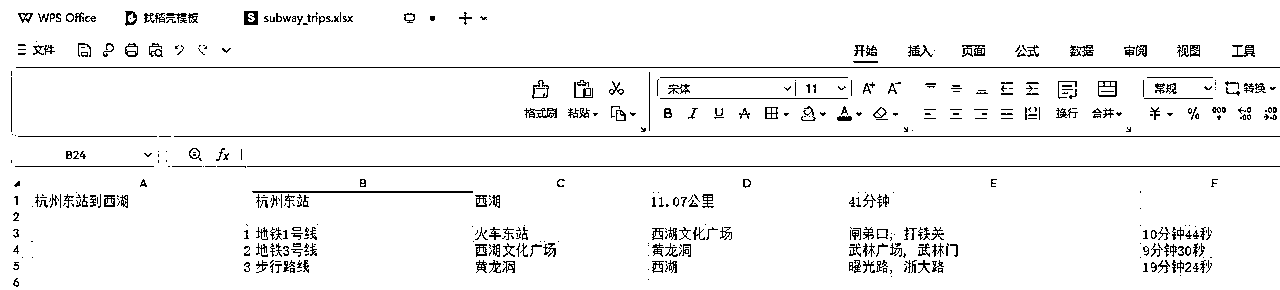 WPS Office 找稻壳模板 subway_trips.xlsx
文件 开始 插入 页面 公式 数据 审阅 视图 工具
宋体 11 A+ A- 常规 转换
格式刷 粘贴 B I U A A 换行 合并 ¥ %
B24 fx
A B C D E F
1 杭州东站到西湖 杭州东站 西湖 11.07公里 41分钟
2
3 1 地铁1号线 火车东站 西湖文化广场 闸弄口, 打铁关 10分钟44秒
4 2 地铁3号线 西湖文化广场 黄龙洞 武林广场, 武林门 9分钟30秒
5 3 步行路线 黄龙洞 西湖 曙光路, 浙大路 19分钟24秒
6